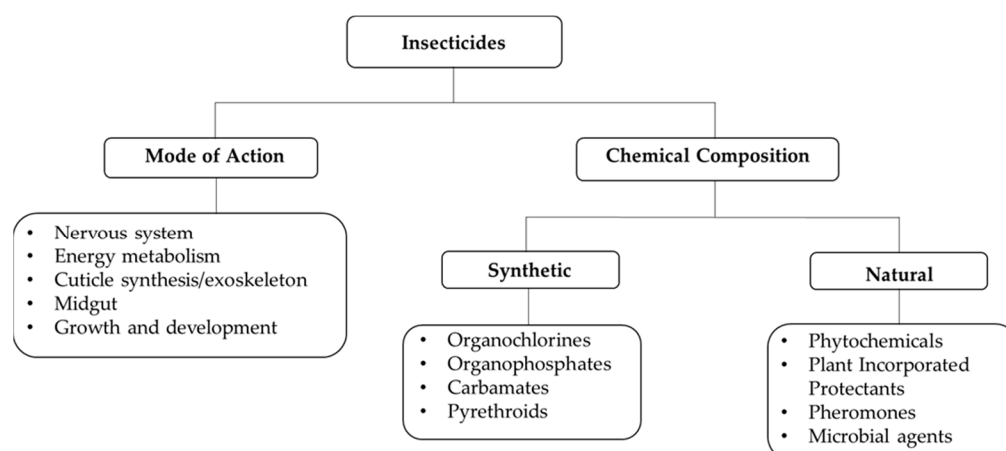 Insecticides
Mode of Action
Chemical Composition
• Nervous system
• Energy metabolism
• Cuticle synthesis/exoskeleton
• Midgut
• Growth and development
Synthetic
Natural
• Organochlorines
• Organophosphates
• Carbamates
• Pyrethroids
• Phytochemicals
• Plant Incorporated
Protectants
• Pheromones
• Microbial agents